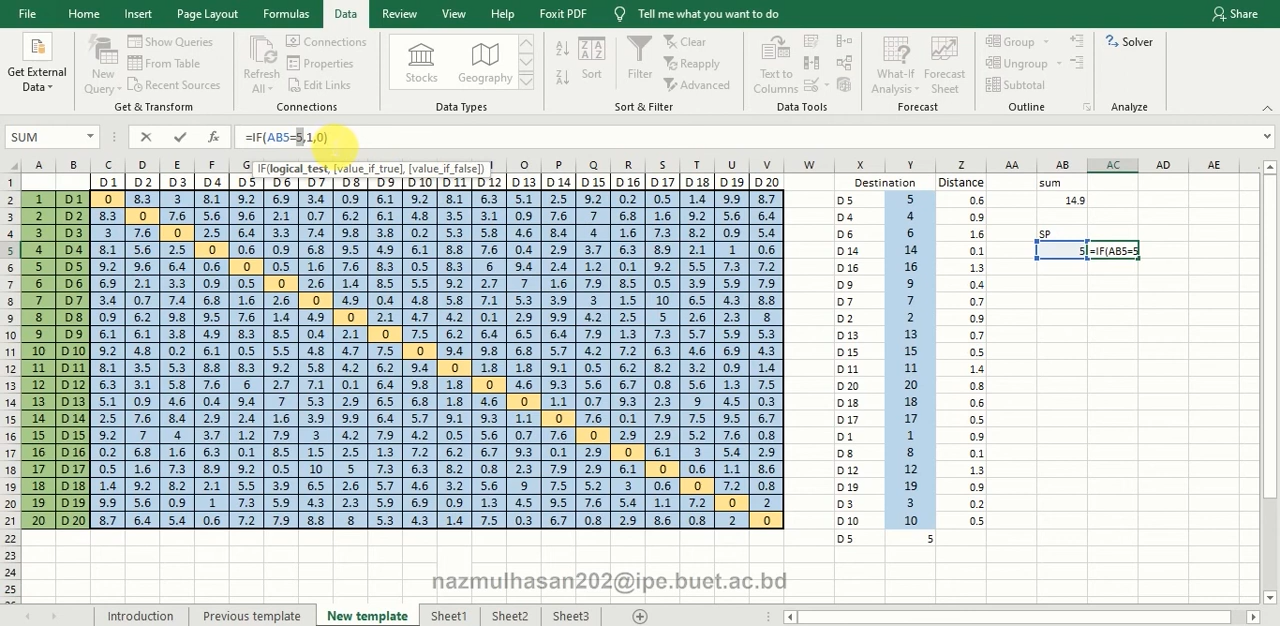 File Home Insert Page Layout Formulas Data Review View Help Foxit PDF Tell me what you want to do Share
Get External Data New Query Show Queries From Table Recent Sources Refresh All Connections Properties Edit Links Stocks Geography Sort Filter Clear Reapply Advanced Text to Columns What-If Analysis Forecast Sheet Group Ungroup Subtotal Solver
Get & Transform Connections Data Types Sort & Filter Data Tools Forecast Outline Analyze
SUM =IF(AB5=5,1,0)
IF(logical_test, [value_if_true], [value_if_false])
A B C D E F G H I J K L M N O P Q R S T U V W X Y Z AA AB AC AD AE
1 D 1 D 2 D 3 D 4 D 5 D 6 D 7 D 8 D 9 D 10 D 11 D 12 D 13 D 14 D 15 D 16 D 17 D 18 D 19 D 20 Destination Distance sum
2 1 D 1 0 8.3 3 8.1 9.2 6.9 3.4 0.9 6.1 9.2 8.1 6.3 5.1 2.5 9.2 0.2 0.5 1.4 9.9 8.7 D 5 5 0.6 14.9
3 2 D 2 8.3 0 7.6 5.6 9.6 2.1 0.7 6.2 6.1 4.8 3.5 3.1 0.9 7.6 7 6.8 1.6 9.2 5.6 6.4 D 4 4 0.9
4 3 D 3 3 7.6 0 2.5 6.4 3.3 7.4 9.8 3.8 0.2 5.3 5.8 4.6 8.4 4 1.6 7.3 8.2 0.9 5.4 D 6 6 1.6 SP
5 4 D 4 8.1 5.6 2.5 0 0.6 0.9 6.8 9.5 4.9 6.1 8.8 7.6 0.4 2.9 3.7 6.3 8.9 2.1 1 0.6 D 14 14 0.1 5 =IF(AB5=5
6 5 D 5 9.2 9.6 6.4 0.6 0 0.5 1.6 7.6 8.3 0.5 8.3 6 9.4 2.4 1.2 0.1 9.2 5.5 7.3 7.2 D 16 16 1.3
7 6 D 6 6.9 2.1 3.3 0.9 0.5 0 2.6 1.4 8.5 5.5 9.2 2.7 7 1.6 7.9 8.5 0.5 3.9 5.9 7.9 D 9 9 0.4
8 7 D 7 3.4 0.7 7.4 6.8 1.6 2.6 0 4.9 0.4 4.8 5.8 7.1 5.3 3.9 3 1.5 10 6.5 4.3 8.8 D 7 7 0.7
9 8 D 8 0.9 6.2 9.8 9.5 7.6 1.4 4.9 0 2.1 4.7 4.2 0.1 2.9 9.9 4.2 2.5 5 2.6 2.3 8 D 2 2 0.9
10 9 D 9 6.1 6.1 3.8 4.9 8.3 8.5 0.4 2.1 0 7.5 6.2 6.4 6.5 6.4 7.9 1.3 7.3 5.7 5.9 5.3 D 13 13 0.7
11 10 D 10 9.2 4.8 0.2 6.1 0.5 5.5 4.8 4.7 7.5 0 9.4 9.8 6.8 5.7 4.2 7.2 6.3 4.6 6.9 4.3 D 15 15 0.5
12 11 D 11 8.1 3.5 5.3 8.8 8.3 9.2 5.8 4.2 6.2 9.4 0 1.8 1.8 9.1 0.5 6.2 8.2 3.2 0.9 1.4 D 11 11 1.4
13 12 D 12 6.3 3.1 5.8 7.6 6 2.7 7.1 0.1 6.4 9.8 1.8 0 4.6 9.3 5.6 6.7 0.8 5.6 1.3 7.5 D 20 20 0.8
14 13 D 13 5.1 0.9 4.6 0.4 9.4 7 5.3 2.9 6.5 6.8 1.8 4.6 0 1.1 0.7 9.3 2.3 9 4.5 0.3 D 18 18 0.6
15 14 D 14 2.5 7.6 8.4 2.9 2.4 1.6 3.9 9.9 6.4 5.7 9.1 9.3 1.1 0 7.6 0.1 7.9 5.5 9.5 6.7 D 17 17 0.5
16 15 D 15 9.2 7 4 3.7 1.2 7.9 3 4.2 7.9 4.2 0.5 5.6 0.7 7.6 0 2.9 2.9 5.2 7.6 0.8 D 1 1 0.9
17 16 D 16 0.2 6.8 1.6 6.3 0.1 8.5 1.5 2.5 1.3 7.2 6.2 6.7 9.3 0.1 2.9 0 6.1 3 5.4 2.9 D 8 8 0.1
18 17 D 17 0.5 1.6 7.3 8.9 9.2 0.5 10 5 7.3 6.3 8.2 0.8 2.3 7.9 2.9 6.1 0 0.6 1.1 8.6 D 12 12 1.3
19 18 D 18 1.4 9.2 8.2 2.1 5.5 3.9 6.5 2.6 5.7 4.6 3.2 5.6 9 5.5 5.2 3 0.6 0 7.2 0.8 D 19 19 0.9
20 19 D 19 9.9 5.6 0.9 1 7.3 5.9 4.3 2.3 5.9 6.9 0.9 1.3 4.5 9.5 7.6 5.4 1.1 7.2 0 2 D 3 3 0.2
21 20 D 20 8.7 6.4 5.4 0.6 7.2 7.9 8.8 8 5.3 4.3 1.4 7.5 0.3 6.7 0.8 2.9 8.6 0.8 2 0 D 10 10 0.5
22 D 5 5
23
24 nazmulhasan202@ipe.buet.ac.bd
25
Introduction Previous template New template Sheet1 Sheet2 Sheet3